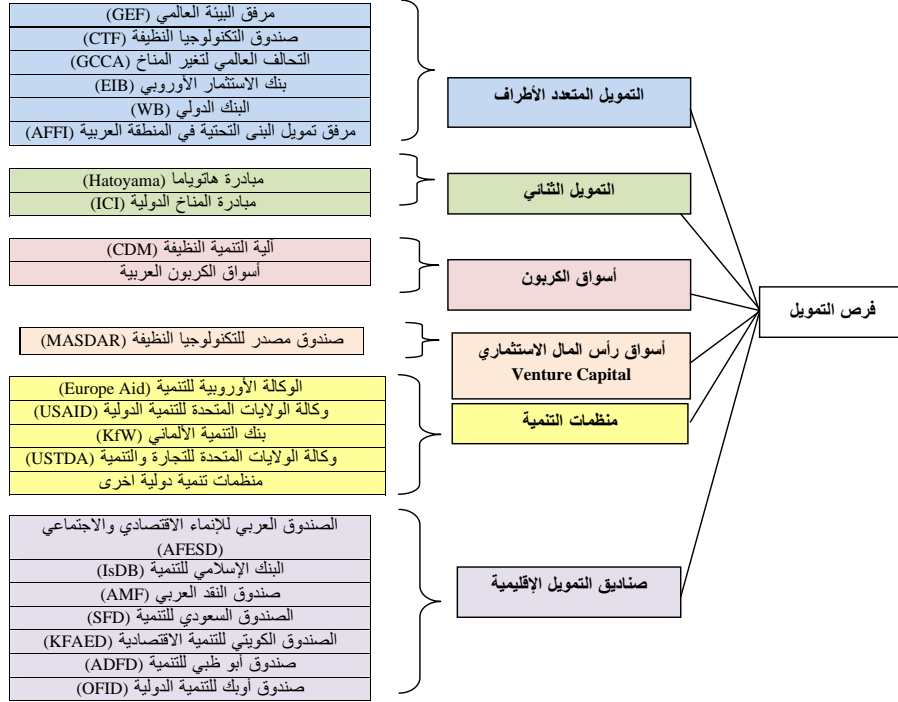 فرص التمويل
التمويل المتعدد الأطراف
مرفق البيئة العالمي (GEF)
صندوق التكنولوجيا النظيفة (CTF)
التحالف العالمي لتغير المناخ (GCCA)
بنك الاستثمار الأوروبي (EIB)
البنك الدولي (WB)
مرفق تمويل البنى التحتية في المنطقة العربية (AFFI)
التمويل الثنائي
مبادرة هاتوياما (Hatoyama)
مبادرة المناخ الدولية (ICI)
أسواق الكربون
آلية التنمية النظيفة (CDM)
أسواق الكربون العربية
أسواق رأس المال الاستثماري
Venture Capital
صندوق مصدر للتكنولوجيا النظيفة (MASDAR)
منظمات التنمية
الوكالة الأوروبية للتنمية (Europe Aid)
وكالة الولايات المتحدة للتنمية الدولية (USAID)
بنك التنمية الألماني (KfW)
وكالة الولايات المتحدة للتجارة والتنمية (USTDA)
منظمات تنمية دولية اخرى
صناديق التمويل الإقليمية
الصندوق العربي للإنماء الاقتصادي والاجتماعي
(AFESD)
البنك الإسلامي للتنمية (IsDB)
صندوق النقد العربي (AMF)
الصندوق السعودي للتنمية (SFD)
الصندوق الكويتي للتنمية الاقتصادية (KFAED)
صندوق أبو ظبي للتنمية (ADFD)
صندوق أوبك للتنمية الدولية (OFID)